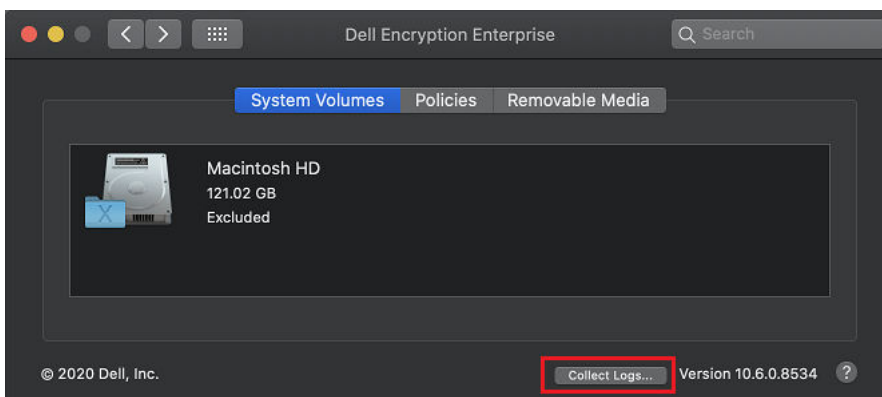 Dell Encryption Enterprise
Search
System Volumes Policies Removable Media
Macintosh HD
121.02 GB
Excluded
X
© 2020 Dell, Inc.
Collect Logs... Version 10.6.0.8534 ?